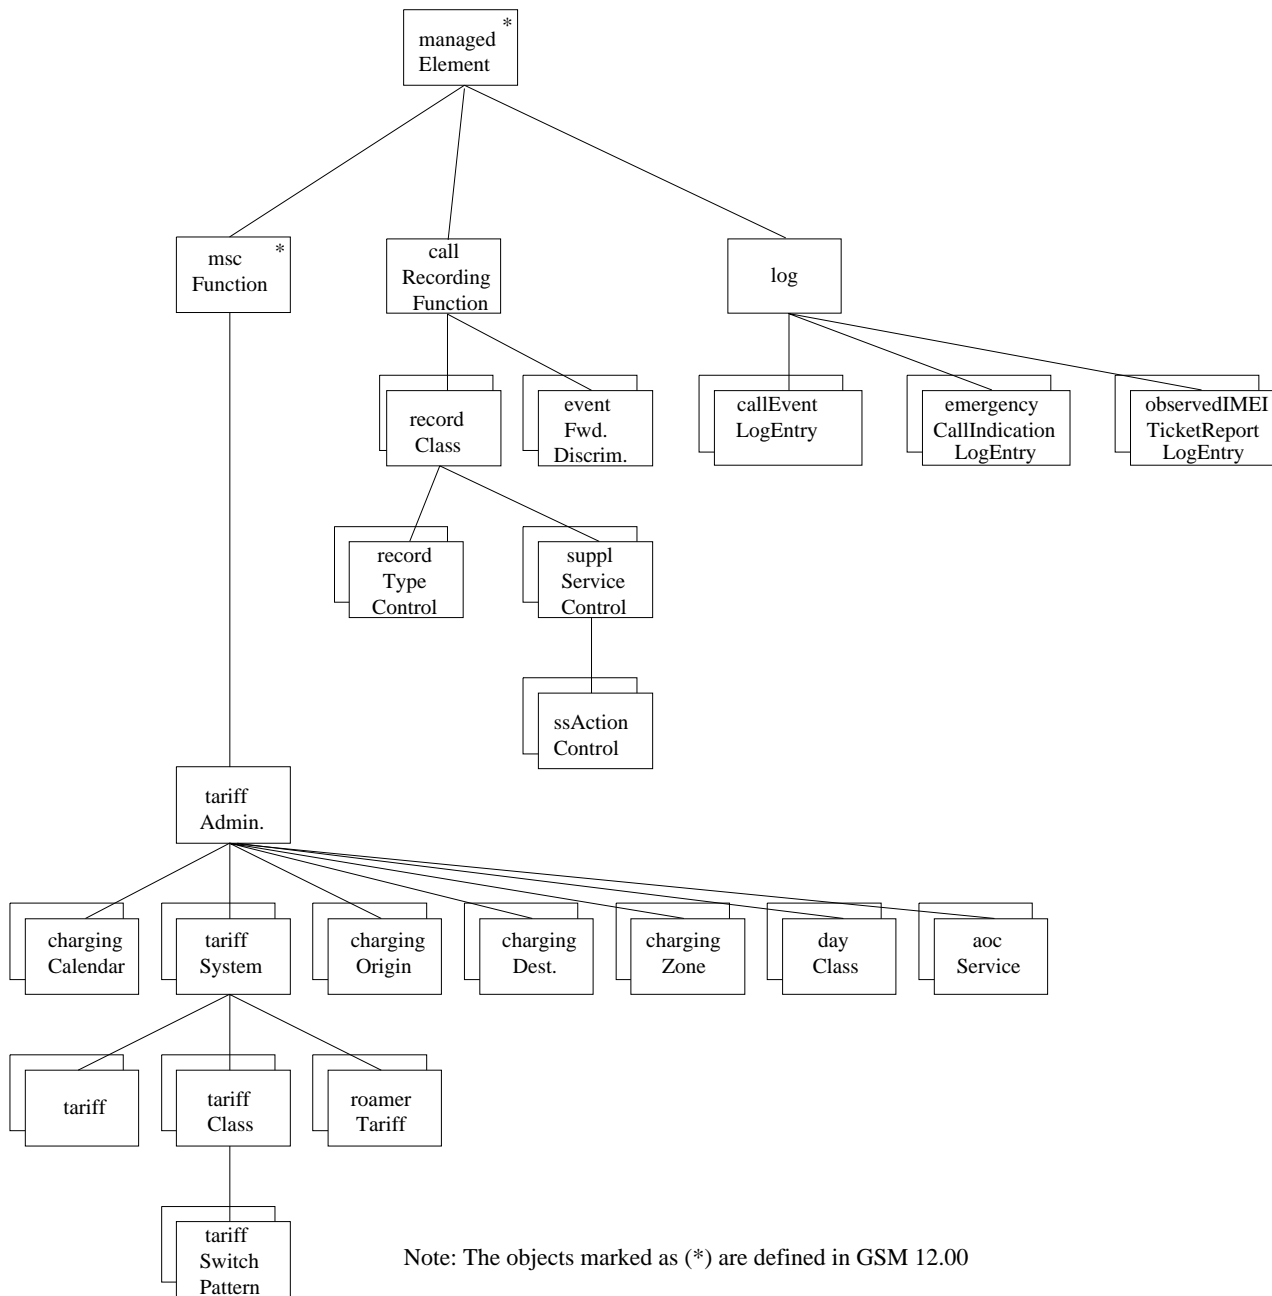 *
managed
Element
*
msc
Function
call
Recording
Function
log
record
Class
event
Fwd.
Discrim.
callEvent
LogEntry
emergency
CallIndication
LogEntry
observedIMEI
TicketReport
LogEntry
record
Type
Control
suppl
Service
Control
ssAction
Control
tariff
Admin.
charging
Calendar
tariff
System
charging
Origin
charging
Dest.
charging
Zone
day
Class
aoc
Service
tariff
tariff
Class
roamer
Tariff
tariff
Switch
Pattern
Note: The objects marked as (*) are defined in GSM 12.00